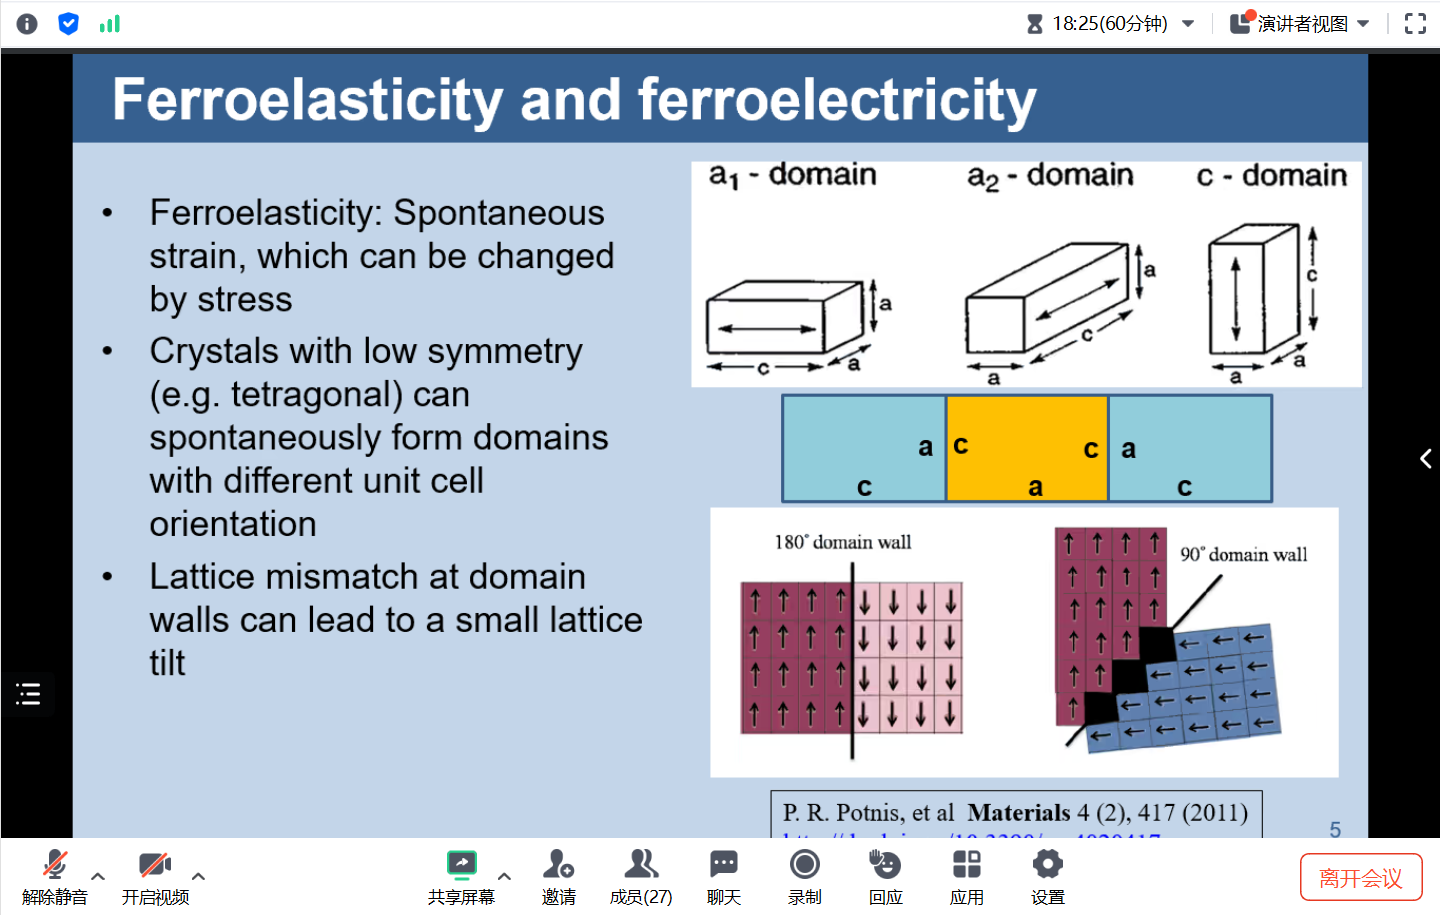 18:25(60分钟)
演讲者视图
Ferroelasticity and ferroelectricity
• Ferroelasticity: Spontaneous
strain, which can be changed
by stress
• Crystals with low symmetry
(e.g. tetragonal) can
spontaneously form domains
with different unit cell
orientation
• Lattice mismatch at domain
walls can lead to a small lattice
tilt
a1 - domain
a2 - domain
c - domain
a
c
a
a
c
a
c
a
a
a c c a
c a c
180° domain wall
90° domain wall
P. R. Potnis, et al Materials 4 (2), 417 (2011)
5
解除静音
开启视频
共享屏幕
邀请
成员(27)
聊天
录制
回应
应用
设置
离开会议